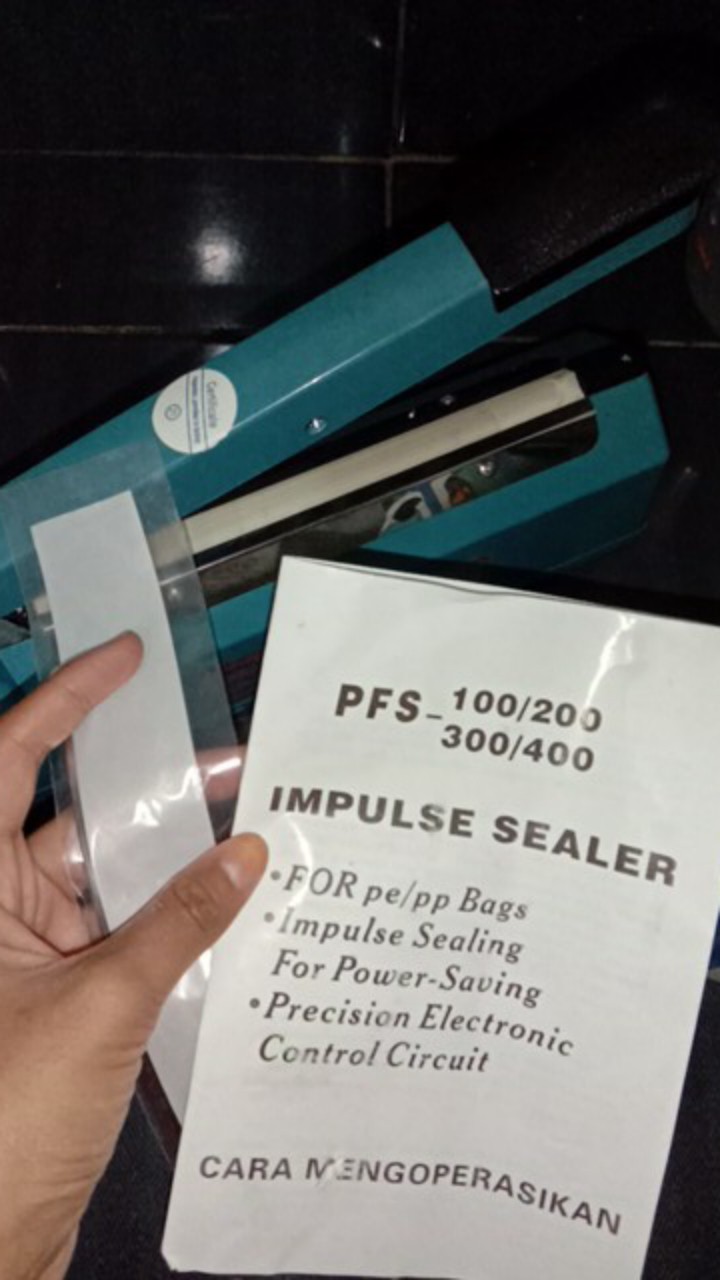 Certificate
PFS-100/200
300/400
IMPULSE SEALER
•FOR pe/pp Bags
•Impulse Sealing
For Power-Saving
•Precision Electronic
Control Circuit
CARA MENGOPERASIKAN